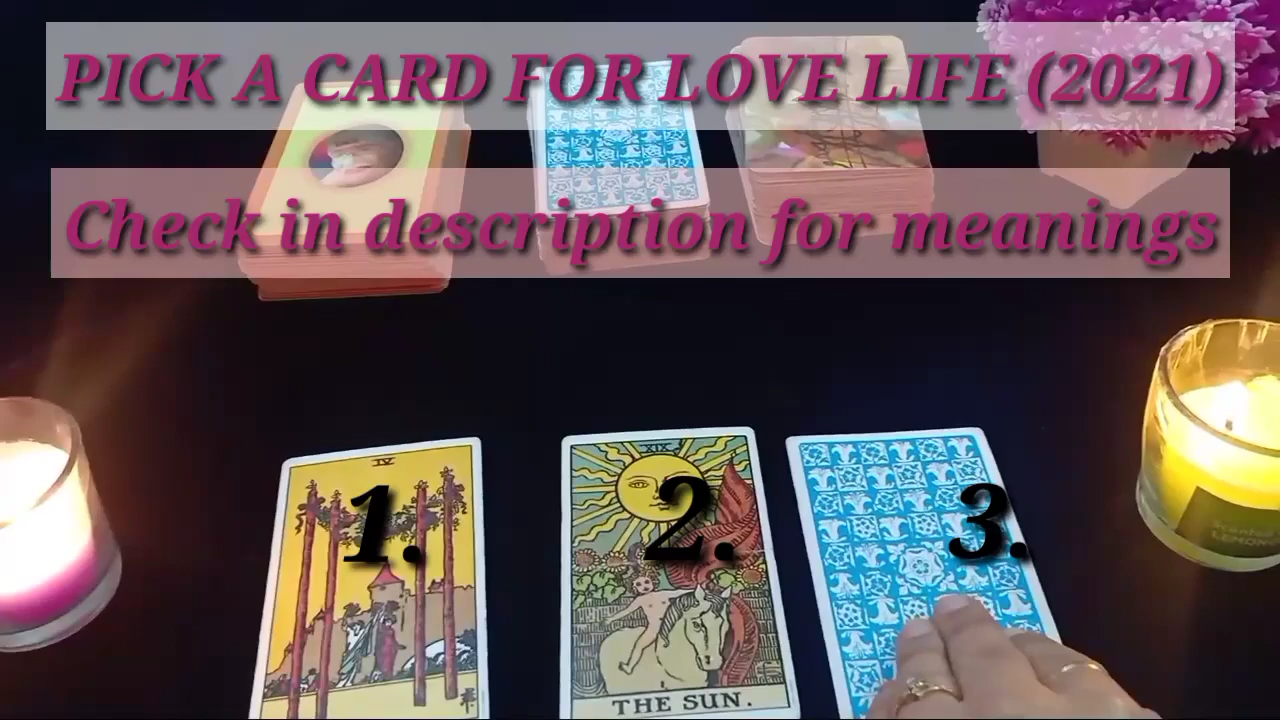 PICK A CARD FOR LOVE LIFE (2021)
Check in description for meanings
IV
XIX.
1.
2.
3.
THE SUN.